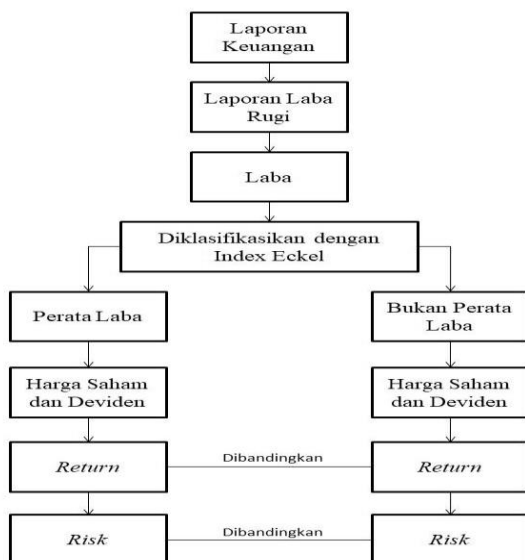 Laporan
Keuangan
Laporan Laba
Rugi
Laba
Diklasifikasikan dengan
Index Eckel
Perata Laba
Bukan Perata
Laba
Harga Saham
dan Deviden
Harga Saham
dan Deviden
Return
Dibandingkan
Return
Risk
Dibandingkan
Risk